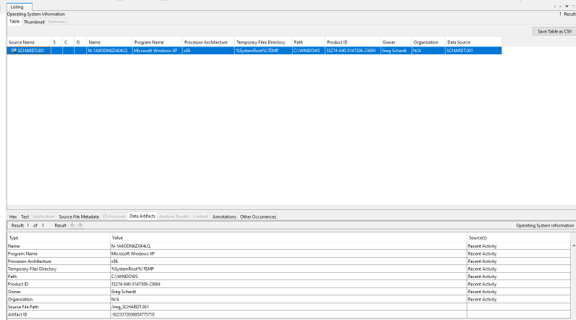 Listing
Operating System Information
1 Result
Table Thumbnail Summary
Save Table as CSV
Source Name S C O Name Program Name Processor Architecture Temporary Files Directory Path Product ID Owner Organization Data Source
SCHARDT.001 N-1A9ODN6ZXK4LQ Microsoft Windows XP x86 %SystemRoot%\TEMP C:\WINDOWS 55274-640-0147306-23684 Greg Schardt N/A SCHARDT.001
Hex Text Application Source File Metadata OS Account Data Artifacts Analysis Results Context Annotations Other Occurrences
Result 1 of 1 Result
Operating System Information
Type Value Source(s)
Name N-1A9ODN6ZXK4LQ Recent Activity
Program Name Microsoft Windows XP Recent Activity
Processor Architecture x86 Recent Activity
Temporary Files Directory %SystemRoot%\TEMP Recent Activity
Path C:\WINDOWS Recent Activity
Product ID 55274-640-0147306-23684 Recent Activity
Owner Greg Schardt Recent Activity
Organization N/A Recent Activity
Source File Path /img_SCHARDT.001
Artifact ID -9223372036854775710